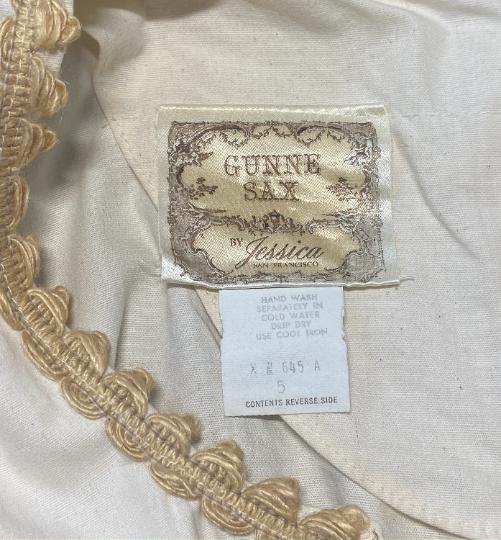 GUNNE
SAX
BY Jessica
SAN FRANCISCO
HAND WASH
SEPARATELY IN
COLD WATER
DRIP DRY
USE COOL IRON
X 645 A
5
CONTENTS REVERSE SIDE